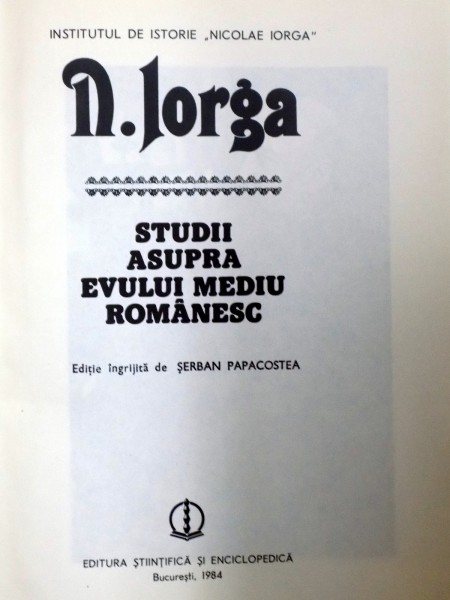 INSTITUTUL DE ISTORIE „NICOLAE IORGA"
N. Iorga
STUDII
ASUPRA
EVULUI MEDIU
ROMÂNESC
Ediție îngrijită de ȘERBAN PAPACOSTEA
EDITURA ȘTIINȚIFICĂ ȘI ENCICLOPEDICĂ
București, 1984